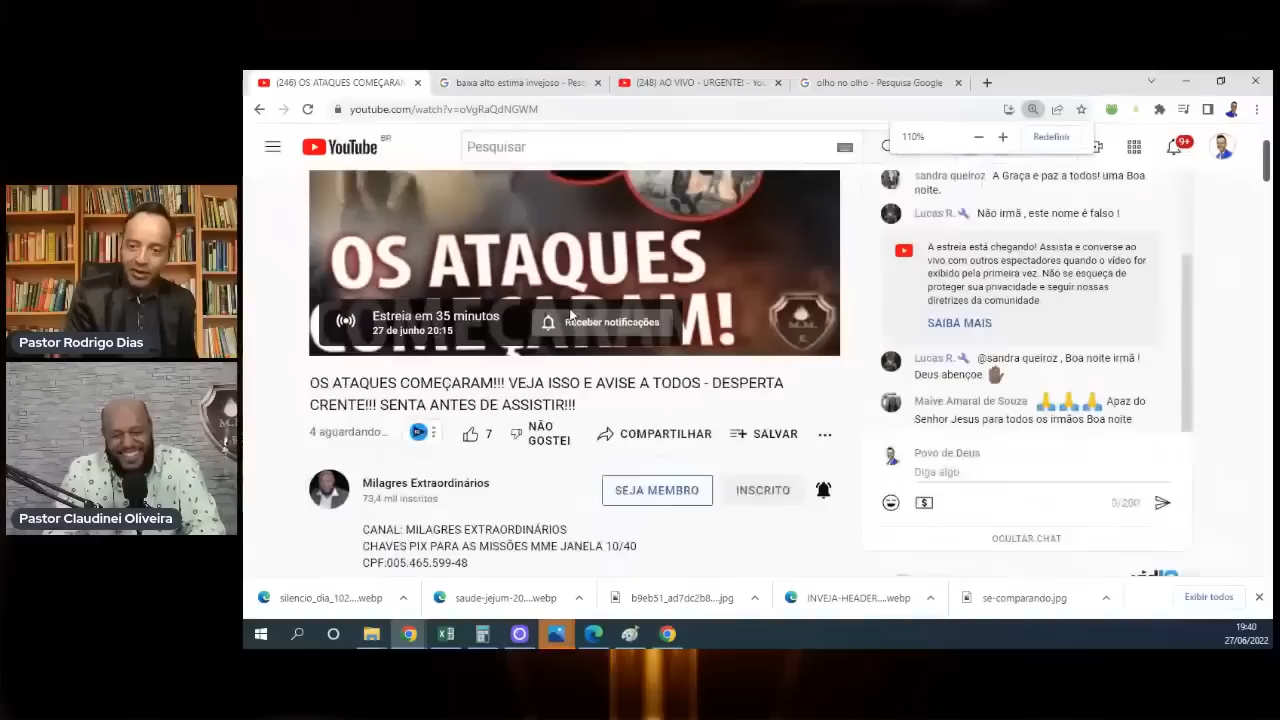 (246) OS ATAQUES COMEÇARAM
baixa alto estima invejoso - Pesq
(248) AO VIVO - URGENTE! - You
olho no olho - Pesquisa Google
youtube.com/watch?v=oVgRaQdNGWM
110%
Redefinir
YouTube BR
Pesquisar
9+
OS ATAQUES
COMEÇARAM!
Estreia em 35 minutos
27 de junho 20:15
Receber notificações
OS ATAQUES COMEÇARAM!!! VEJA ISSO E AVISE A TODOS - DESPERTA
CRENTE!!! SENTA ANTES DE ASSISTIR!!!
4 aguardando...
7
NÃO
GOSTEI
COMPARTILHAR
SALVAR
Milagres Extraordinários
73,4 mil inscritos
SEJA MEMBRO
INSCRITO
CANAL: MILAGRES EXTRAORDINÁRIOS
CHAVES PIX PARA AS MISSÕES MME JANELA 10/40
CPF:005.465.599-48
sandra queiroz A Graça e paz a todos! uma Boa
noite.
Lucas R. Não irmã , este nome é falso !
A estreia está chegando! Assista e converse ao
vivo com outros espectadores quando o vídeo for
exibido pela primeira vez. Não se esqueça de
proteger sua privacidade e seguir nossas
diretrizes da comunidade.
SAIBA MAIS
Lucas R. @sandra queiroz , Boa noite irmã !
Deus abençoe
Maive Amaral de Souza Apaz do
Senhor Jesus para todos os irmãos Boa noite
Povo de Deus
Diga algo
0/200
OCULTAR CHAT
Pastor Rodrigo Dias
Pastor Claudinei Oliveira
silencio_dia_102....webp
saude-jejum-20....webp
b9eb51_ad7dc2b8...jpg
INVEJA-HEADER....webp
se-comparando.jpg
Exibir todos
19:40
27/06/2022